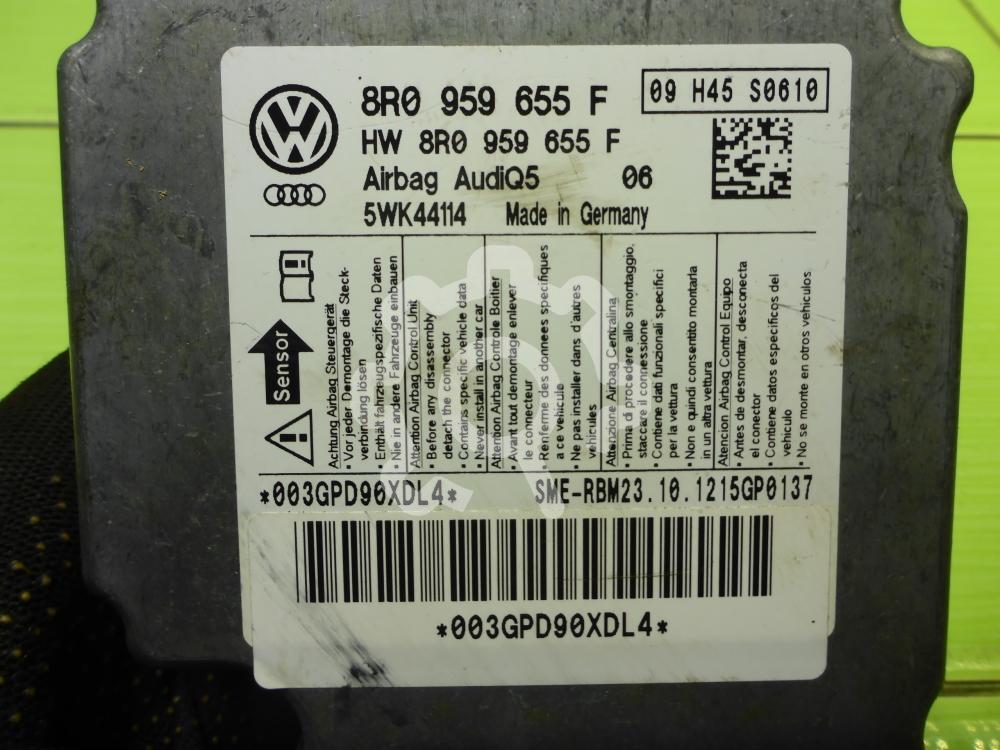 8R0 959 655 F
09 H45 S0610
HW 8R0 959 655 F
Airbag AudiQ5 06
5WK44114 Made in Germany
Sensor
Achtung Airbag Steuergerät
• Vor jeder Demontage die Steck-
verbindung lösen
• Enthält fahrzeugspezifische Daten
• Nie in andere Fahrzeuge einbauen
Attention Airbag Control Unit
• Before any disassembly
detach the connector
• Contains specific vehicle data
• Never install in another car
Attention Airbag Controle Boitier
• Avant tout demontage enlever
le connecteur
• Renferme des donnees specifiques
a ce vehicule
• Ne pas installer dans d'autres
vehicules
Attenzione Airbag Centralina
• Prima di procedere allo smontaggio,
staccare il connessione
• Contiene dati funzionali specifici
per la vettura
• Non e quindi consentito montarla
in un altra vettura
Atencion Airbag Control Equipo
• Antes de desmontar, desconecta
el conector
• Contiene datos especificos del
vehiculo
• No se monte en otros vehiculos
*003GPD90XDL4* SME-RBM23.10.1215GP0137
*003GPD90XDL4*